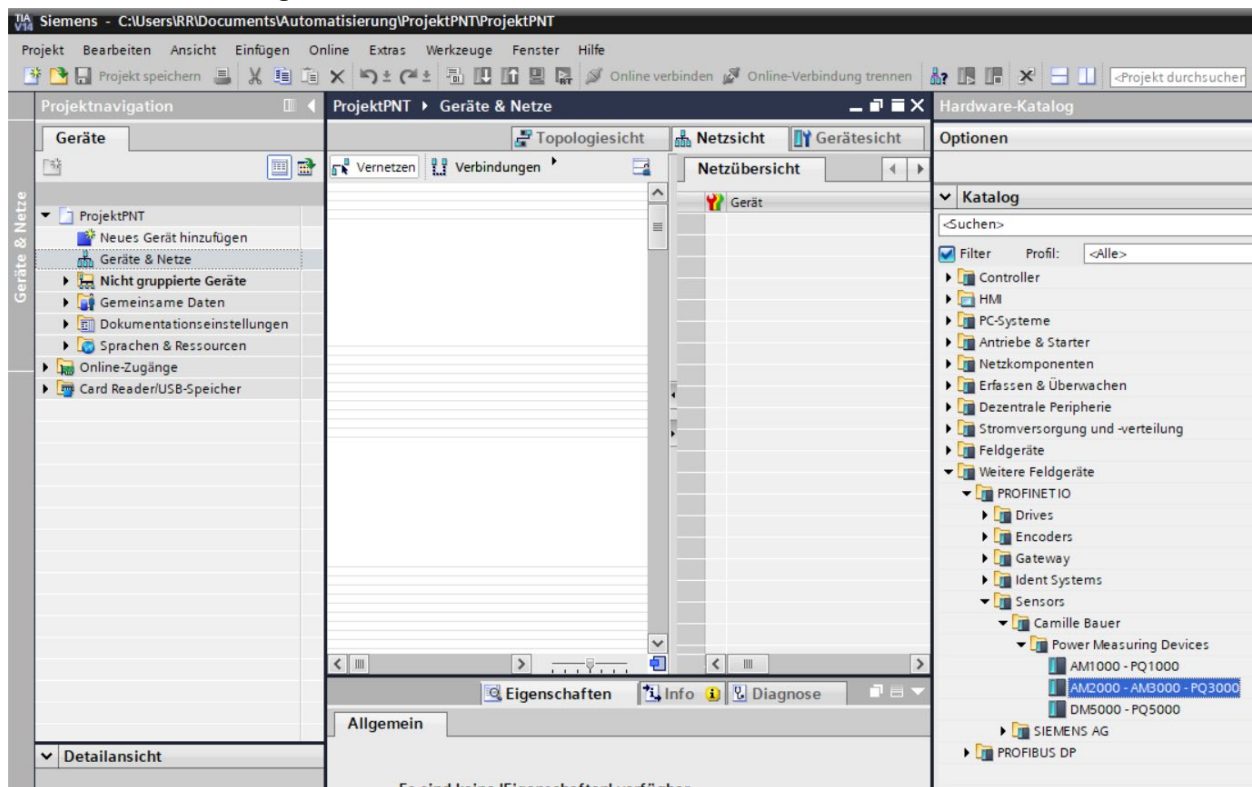 TIA V14 Siemens - C:\Users\RR\Documents\Automatisierung\ProjektPNT\ProjektPNT
Projekt Bearbeiten Ansicht Einfügen Online Extras Werkzeuge Fenster Hilfe
Projekt speichern Online verbinden Online-Verbindung trennen <Projekt durchsuchen
Projektnavigation
Geräte
Geräte & Netze
ProjektPNT
Neues Gerät hinzufügen
Geräte & Netze
Nicht gruppierte Geräte
Gemeinsame Daten
Dokumentationseinstellungen
Sprachen & Ressourcen
Online-Zugänge
Card Reader/USB-Speicher
Detailansicht
ProjektPNT Geräte & Netze
Topologiesicht Netzsicht Gerätesicht
Vernetzen Verbindungen
Netzübersicht
Gerät
Eigenschaften Info Diagnose
Allgemein
Hardware-Katalog
Optionen
Katalog
<Suchen>
Filter Profil: <Alle>
Controller
HMI
PC-Systeme
Antriebe & Starter
Netzkomponenten
Erfassen & Überwachen
Dezentrale Peripherie
Stromversorgung und -verteilung
Feldgeräte
Weitere Feldgeräte
PROFINET IO
Drives
Encoders
Gateway
Ident Systems
Sensors
Camille Bauer
Power Measuring Devices
AM1000 - PQ1000
AM2000 - AM3000 - PQ3000
DM5000 - PQ5000
SIEMENS AG
PROFIBUS DP